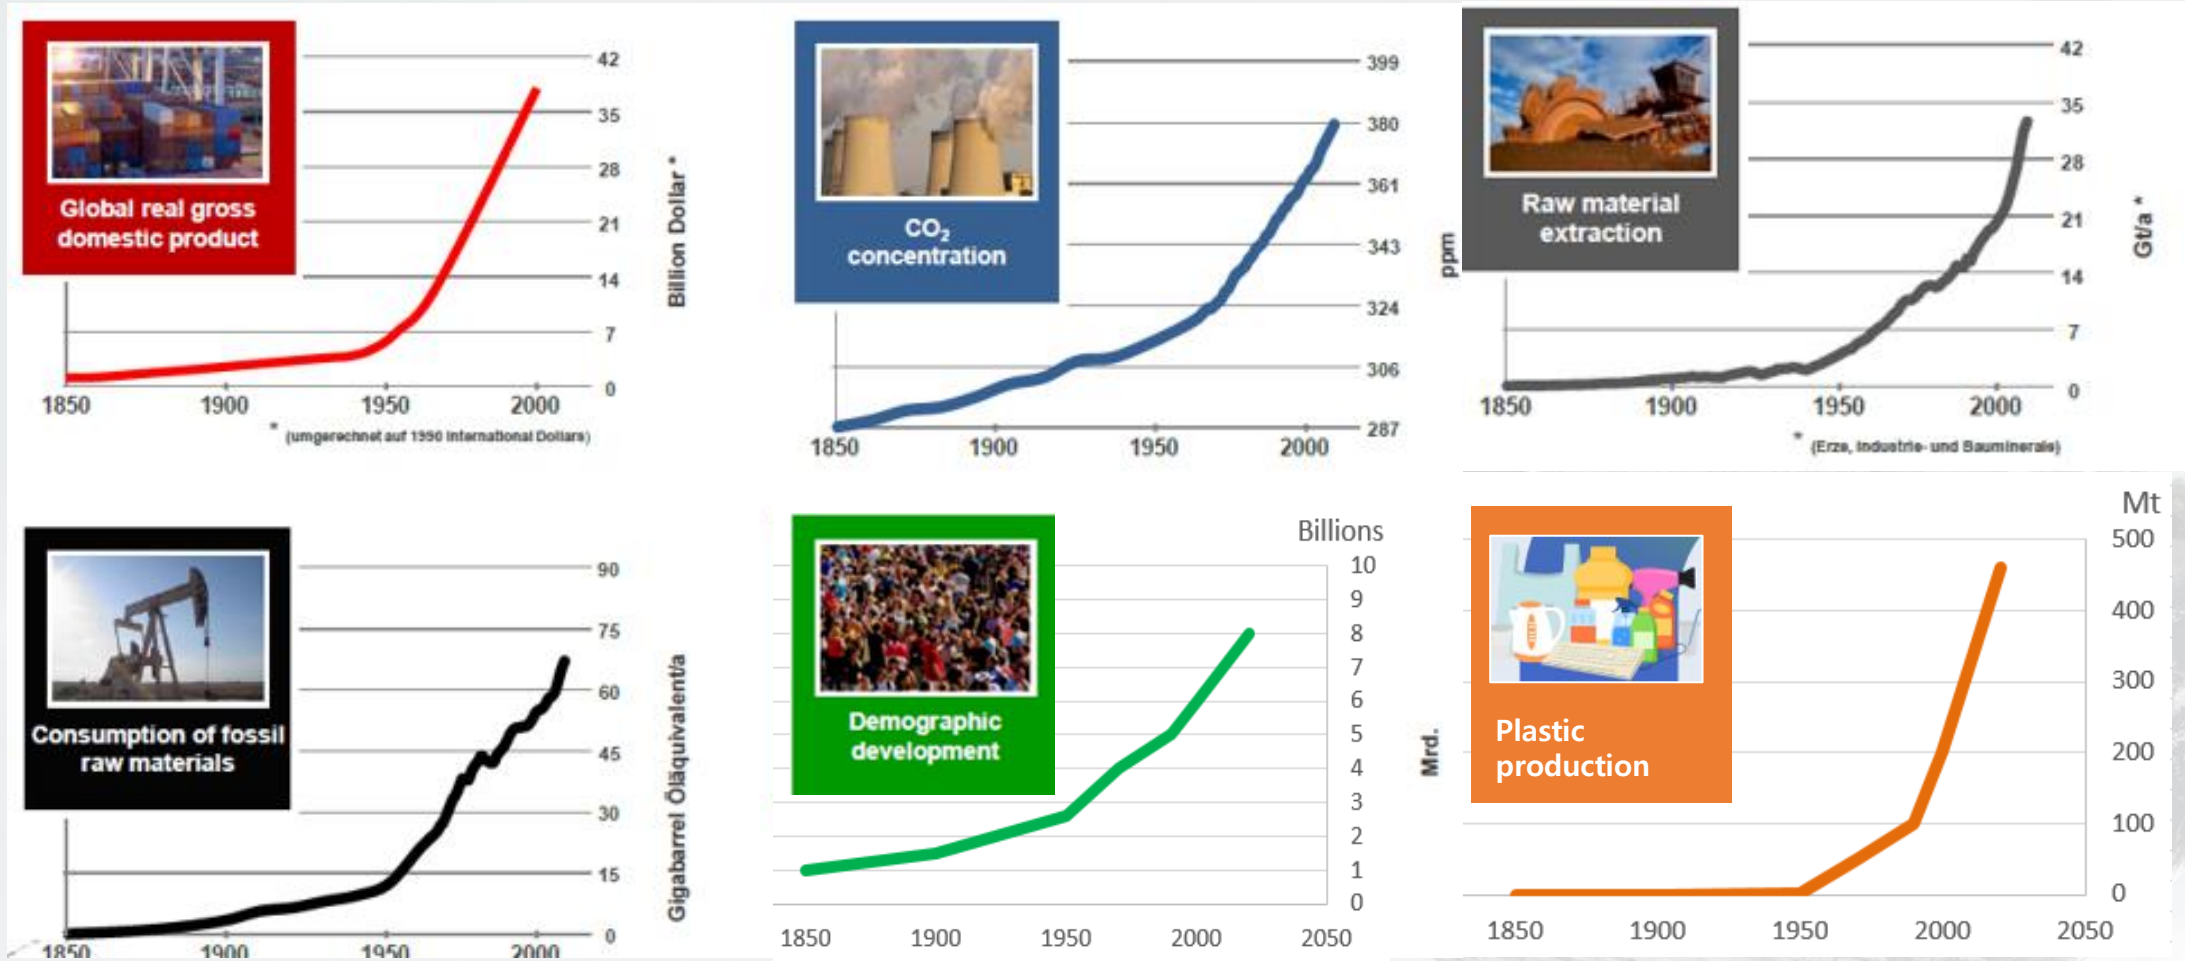 Global real gross
domestic product
42
35
28
21
14
7
0
Billion Dollar *
1850 1900 1950 2000
* (umgerechnet auf 1990 International Dollars)
CO₂
concentration
399
380
361
343
324
306
287
ppm
1850 1900 1950 2000
Raw material
extraction
42
35
28
21
14
7
0
Gt/a *
1850 1900 1950 2000
* (Erze, Industrie- und Bauminerale)
Consumption of fossil
raw materials
90
75
60
45
30
15
0
Gigabarrel Öläquivalent/a
1850 1900 1950 2000
Demographic
development
Billions
10
9
8
7
6
5
4
3
2
1
0
Mrd.
1850 1900 1950 2000 2050
Plastic
production
Mt
500
400
300
200
100
0
1850 1900 1950 2000 2050